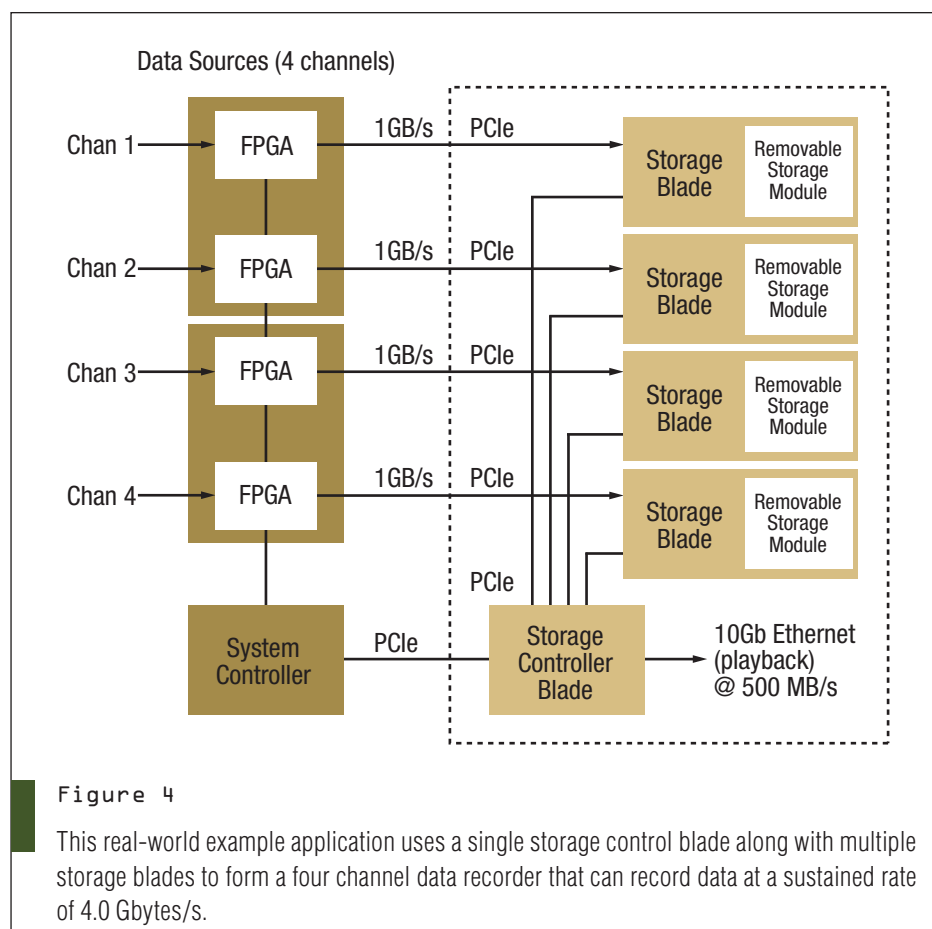 Data Sources (4 channels)
Chan 1
FPGA
1GB/s
PCIe
Storage
Blade
Removable
Storage
Module
Chan 2
FPGA
1GB/s
PCIe
Storage
Blade
Removable
Storage
Module
Chan 3
FPGA
1GB/s
PCIe
Storage
Blade
Removable
Storage
Module
Chan 4
FPGA
1GB/s
PCIe
Storage
Blade
Removable
Storage
Module
PCIe
System
Controller
PCIe
Storage
Controller
Blade
10Gb Ethernet
(playback)
@ 500 MB/s
Figure 4
This real-world example application uses a single storage control blade along with multiple
storage blades to form a four channel data recorder that can record data at a sustained rate
of 4.0 Gbytes/s.